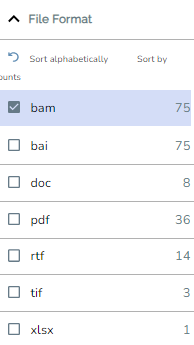 File Format
Sort alphabetically Sort by
ounts
bam 75
bai 75
doc 8
pdf 36
rtf 14
tif 3
xlsx 1